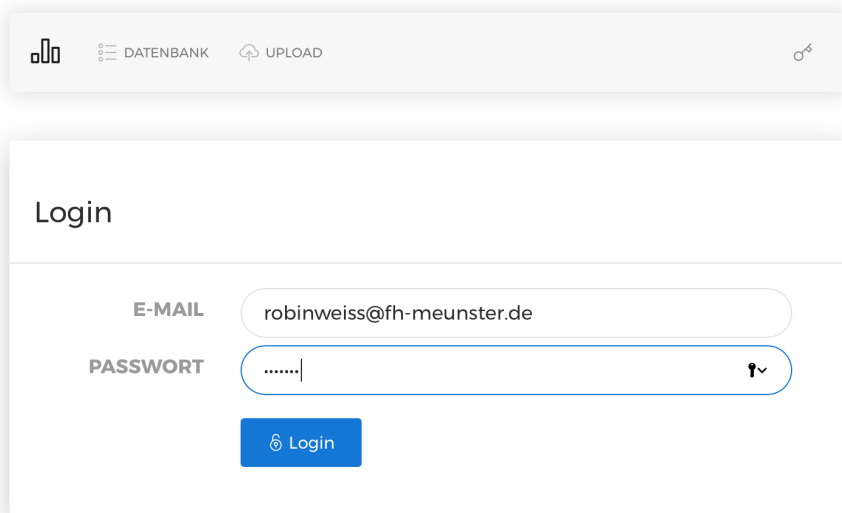 DATENBANK UPLOAD
Login
E-MAIL robinweiss@fh-meunster.de
PASSWORT •••••••
Login